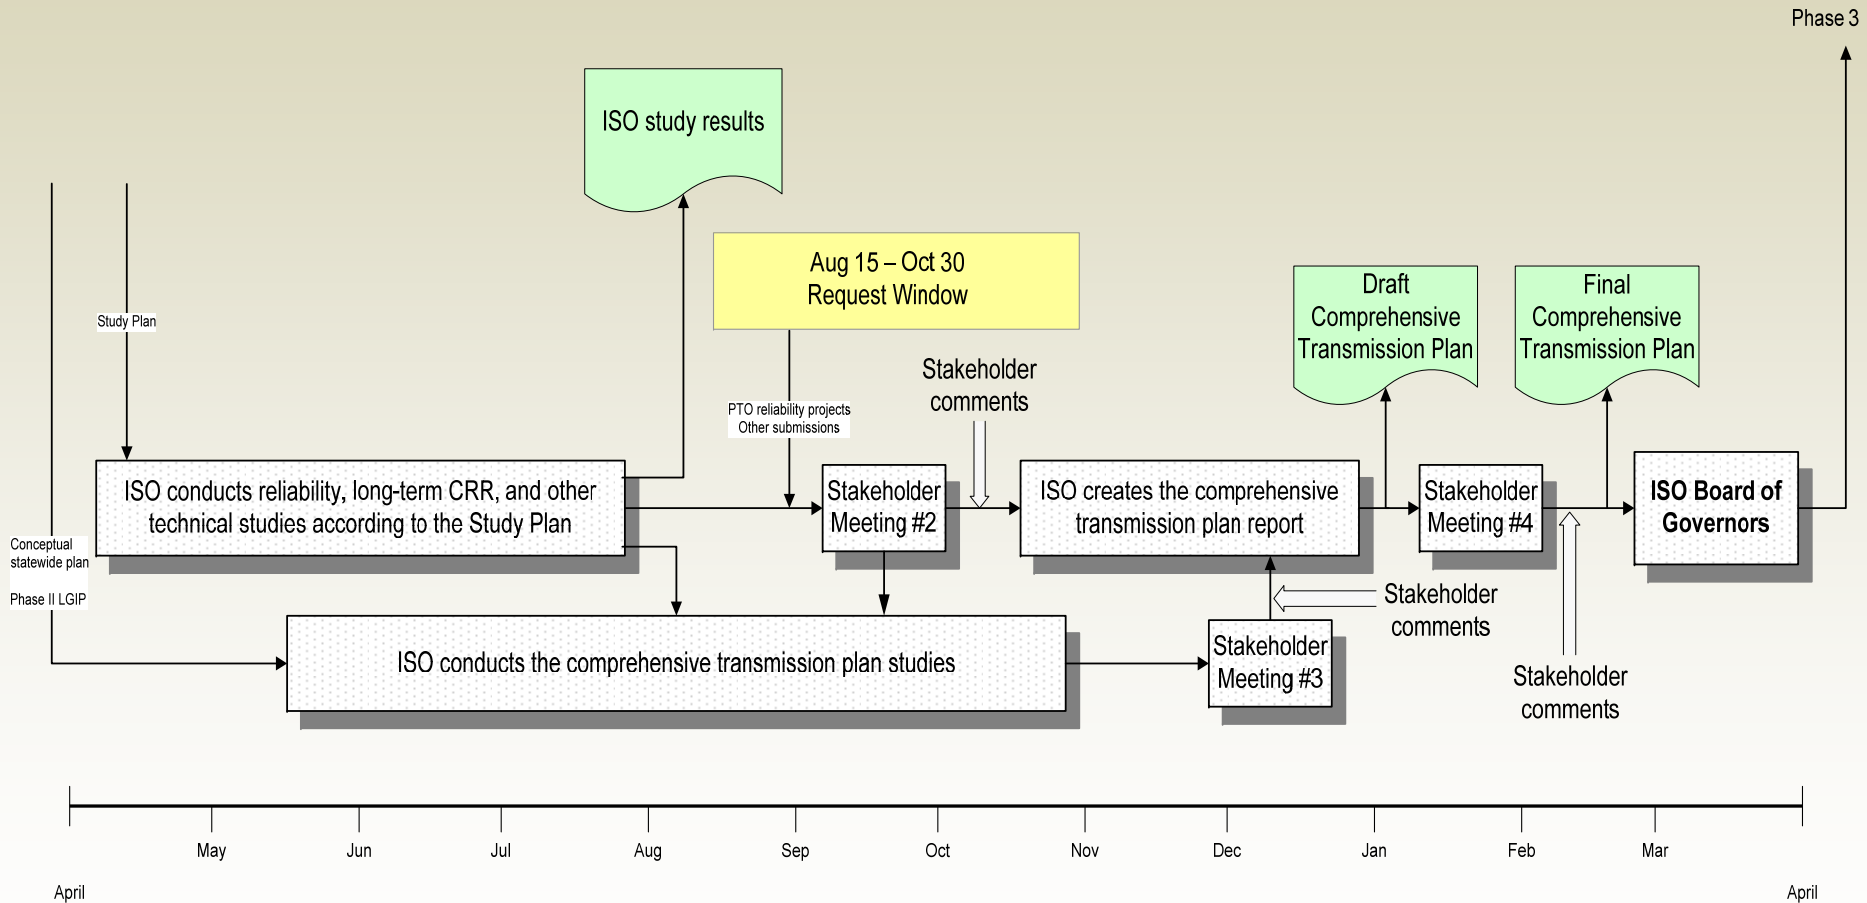 Phase 3
ISO study results
Aug 15 – Oct 30
Request Window
Draft
Comprehensive
Transmission Plan
Final
Comprehensive
Transmission Plan
Study Plan
Stakeholder
comments
PTO reliability projects
Other submissions
ISO conducts reliability, long-term CRR, and other
technical studies according to the Study Plan
Stakeholder
Meeting #2
ISO creates the comprehensive
transmission plan report
Stakeholder
Meeting #4
ISO Board of
Governors
Conceptual
statewide plan
Phase II LGIP
Stakeholder
comments
ISO conducts the comprehensive transmission plan studies
Stakeholder
Meeting #3
Stakeholder
comments
May
Jun
Jul
Aug
Sep
Oct
Nov
Dec
Jan
Feb
Mar
April
April